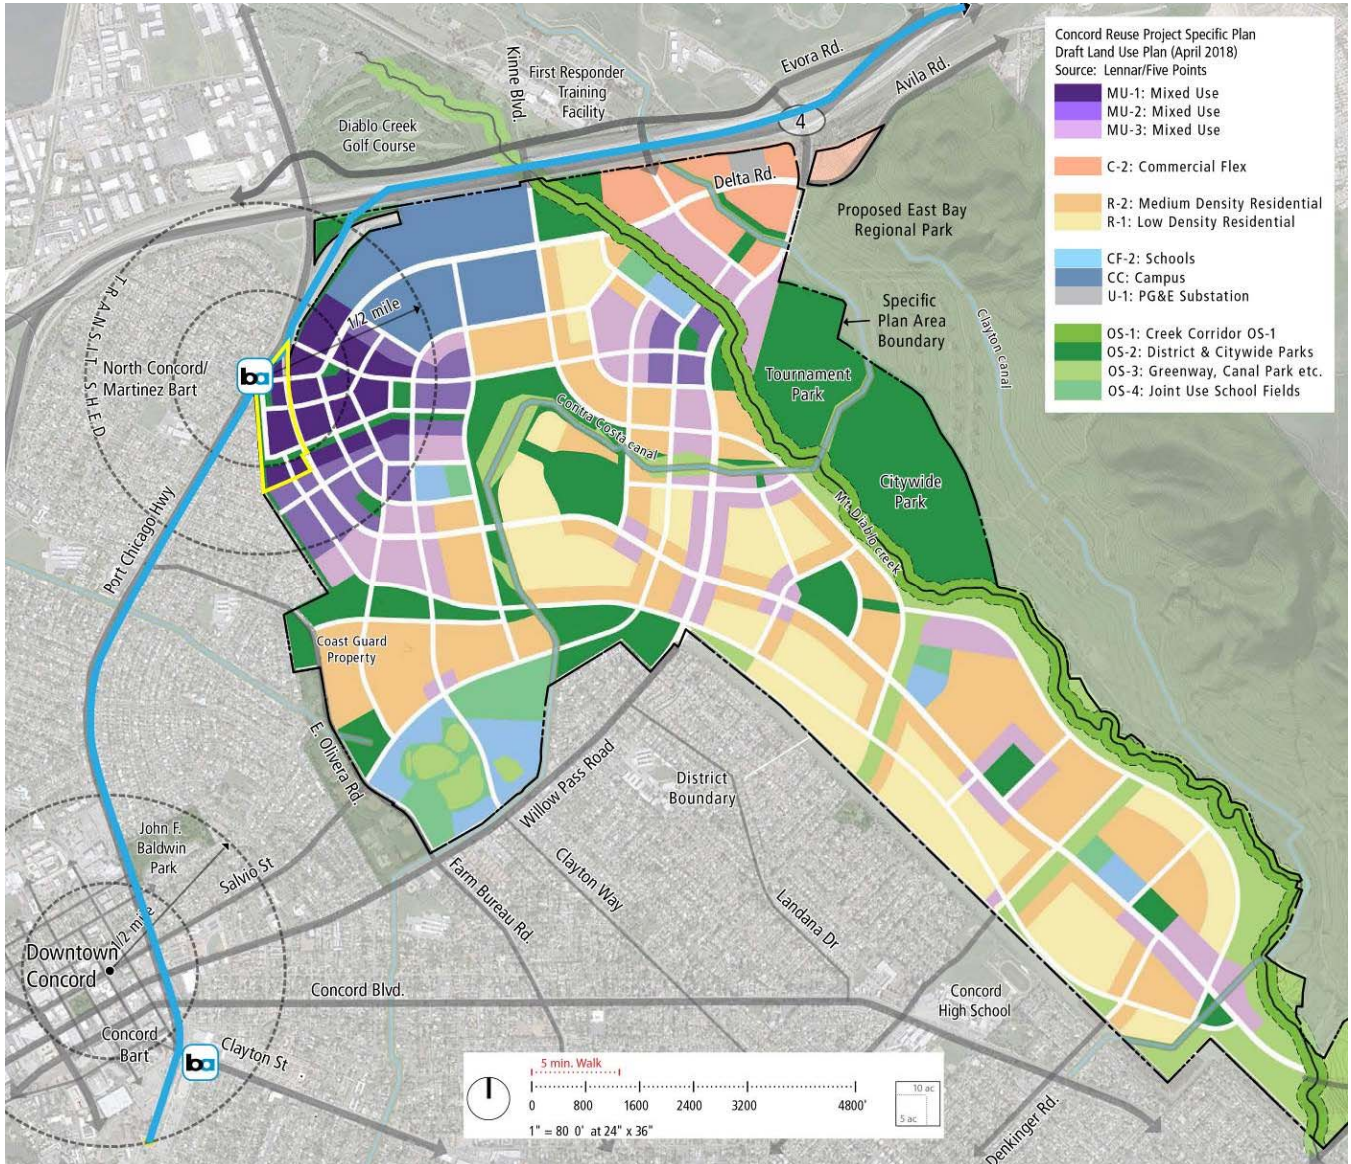 Concord Reuse Project Specific Plan
Draft Land Use Plan (April 2018)
Source: Lennar/Five Points
MU-1: Mixed Use
MU-2: Mixed Use
MU-3: Mixed Use
C-2: Commercial Flex
R-2: Medium Density Residential
R-1: Low Density Residential
CF-2: Schools
CC: Campus
U-1: PG&E Substation
OS-1: Creek Corridor OS-1
OS-2: District & Citywide Parks
OS-3: Greenway, Canal Park etc.
OS-4: Joint Use School Fields
Kinne Blvd.
First Responder
Training
Facility
Evora Rd.
Avila Rd.
4
Diablo Creek
Golf Course
Delta Rd.
Proposed East Bay
Regional Park
Specific
Plan Area
Boundary
Clayton canal
TRANSIT SHED
1/2 mile
North Concord/
Martinez Bart
ba
Tournament
Park
Contra Costa canal
Citywide
Park
Mt. Diablo creek
Port Chicago Hwy
Coast Guard
Property
E. Olivera Rd.
Willow Pass Road
District
Boundary
John F.
Baldwin
Park
Salvio St
1/2 mile
Farm Bureau Rd.
Clayton Way
Landana Dr
Downtown
Concord
Concord Blvd.
Concord
High School
Concord
Bart
ba
Clayton St
Denkinger Rd.
5 min. Walk
0 800 1600 2400 3200 4800'
1" = 80 0' at 24" x 36"
10 ac
5 ac